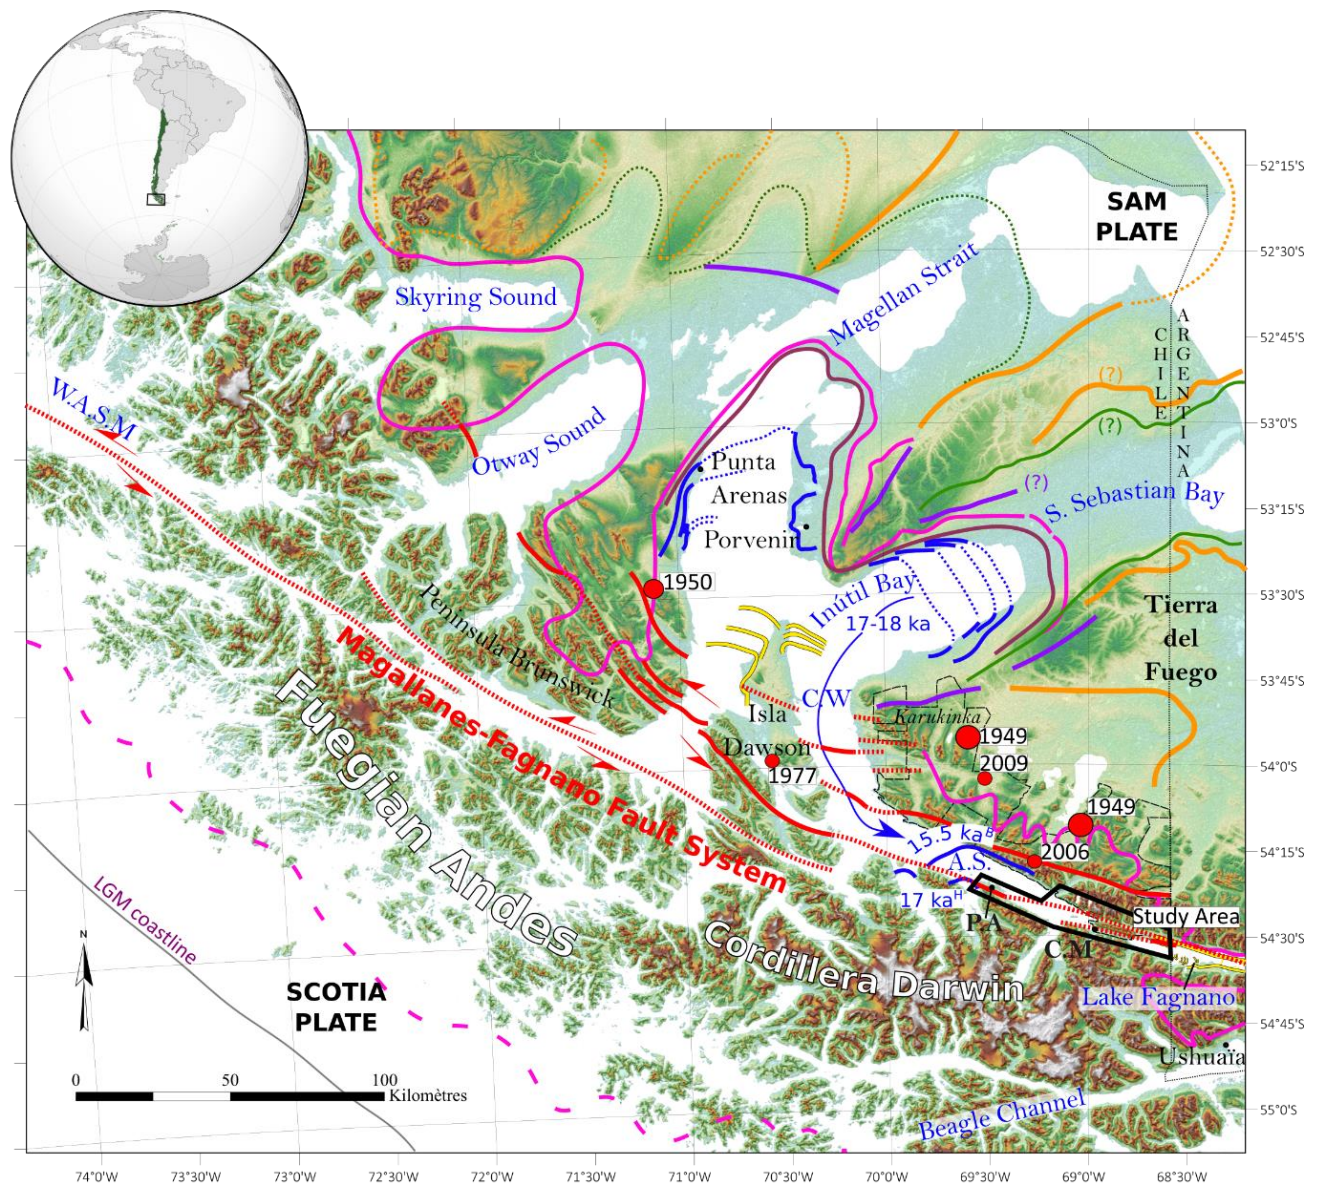 52°15'S
SAM
PLATE
52°30'S
Magellan Strait
Skyring Sound
52°45'S
CHILE
ARGENTINA
(?)
W.A.S.M
53°0'S
(?)
Otway Sound
Punta
Arenas
(?)
S. Sebastian Bay
53°15'S
Porvenir
1950
Inútil Bay
53°30'S
17-18 ka
Tierra
del
Fuego
Peninsula Brunswick
Magallanes-Fagnano Fault System
53°45'S
C.W
Isla
Dawson
Karukinka
1949
Fuegian Andes
1977
2009
54°0'S
1949
15.5 ka B
2006
54°15'S
A.S.
LGM coastline
17 ka H
P.A
Study Area
C.M
54°30'S
N
Cordillera Darwin
SCOTIA
PLATE
Lake Fagnano
54°45'S
Ushuaïa
0 50 100
Kilomètres
Beagle Channel
55°0'S
74°0'W 73°30'W 73°0'W 72°30'W 72°0'W 71°30'W 71°0'W 70°30'W 70°0'W 69°30'W 69°0'W 68°30'W